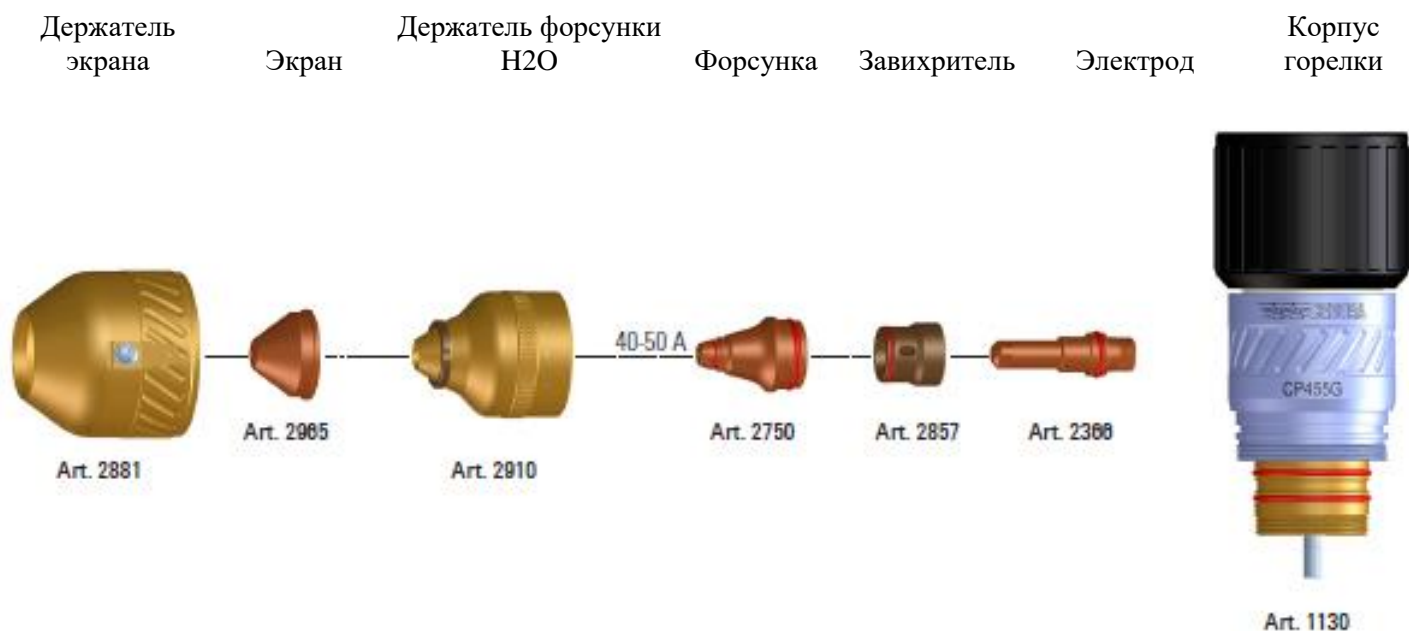 Держатель экрана
Экран
Держатель форсунки H2O
Форсунка
Завихритель
Электрод
Корпус горелки
40-50 A
CP455G
Art. 2881
Art. 2965
Art. 2910
Art. 2750
Art. 2857
Art. 2366
Art. 1130